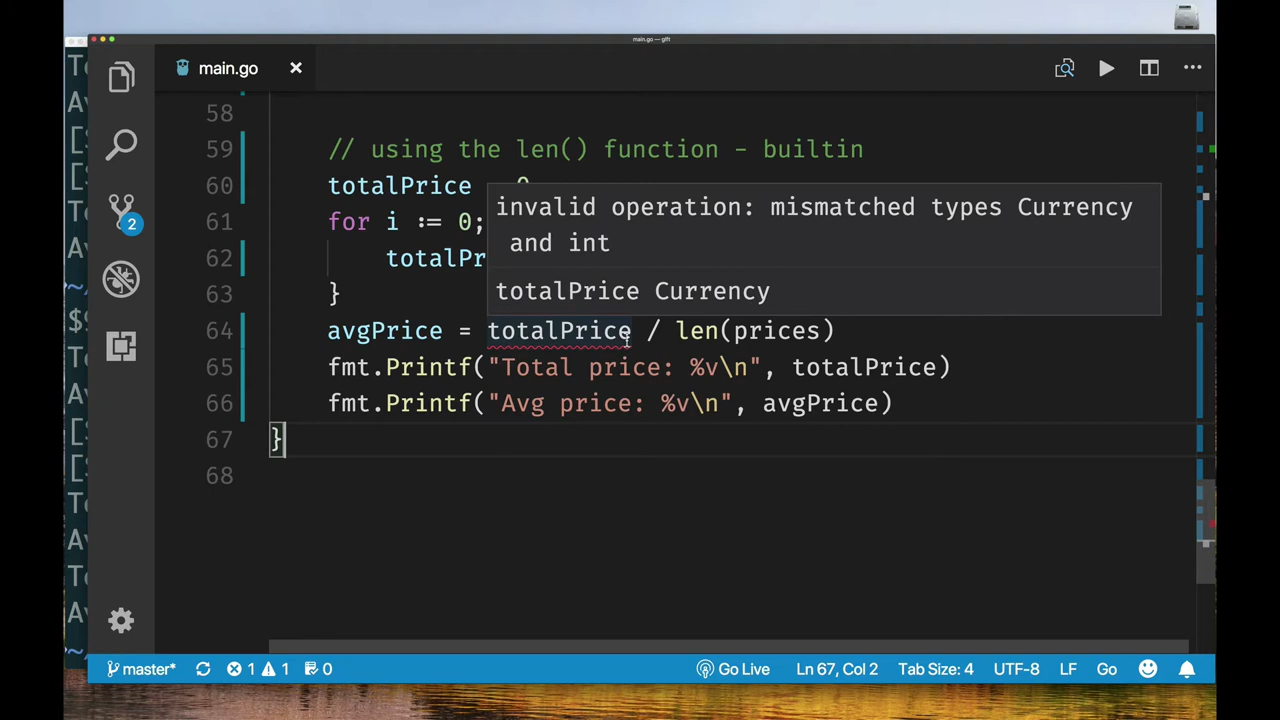 main.go — gift
main.go
58
59 // using the len() function - builtin
60 totalPrice
61 for i := 0;
62 totalPr
invalid operation: mismatched types Currency
and int
totalPrice Currency
63 }
64 avgPrice = totalPrice / len(prices)
65 fmt.Printf("Total price: %v\n", totalPrice)
66 fmt.Printf("Avg price: %v\n", avgPrice)
67 }
68
2
master* 1 1 0 Go Live Ln 67, Col 2 Tab Size: 4 UTF-8 LF Go